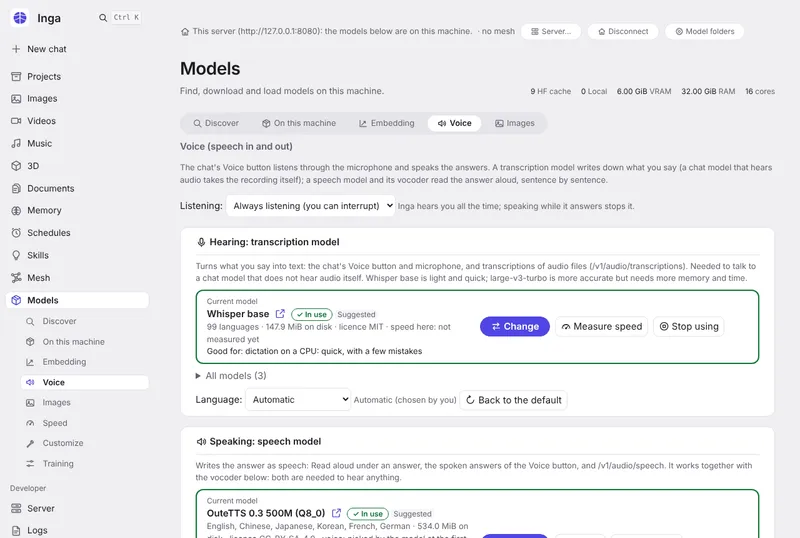 Inga
Ctrl K
New chat
Projects
Images
Videos
Music
3D
Documents
Memory
Schedules
Skills
Mesh
Models
Discover
On this machine
Embedding
Voice
Images
Speed
Customize
Training
Developer
Server
Logs
This server (http://127.0.0.1:8080): the models below are on this machine. · no mesh
Server...
Disconnect
Model folders
Models
Find, download and load models on this machine.
9 HF cache 0 Local 6.00 GiB VRAM 32.00 GiB RAM 16 cores
Discover On this machine Embedding Voice Images
Voice (speech in and out)
The chat's Voice button listens through the microphone and speaks the answers. A transcription model writes down what you say (a chat model that hears
audio takes the recording itself); a speech model and its vocoder read the answer aloud, sentence by sentence.
Listening: Always listening (you can interrupt) Inga hears you all the time; speaking while it answers stops it.
Hearing: transcription model
Turns what you say into text: the chat's Voice button and microphone, and transcriptions of audio files (/v1/audio/transcriptions). Needed to talk to
a chat model that does not hear audio itself. Whisper base is light and quick; large-v3-turbo is more accurate but needs more memory and time.
Current model
Whisper base ✓ In use Suggested
99 languages · 147.9 MiB on disk · licence MIT · speed here: not
measured yet
Good for: dictation on a CPU: quick, with a few mistakes
Change Measure speed Stop using
All models (3)
Language: Automatic Automatic (chosen by you) Back to the default
Speaking: speech model
Writes the answer as speech: Read aloud under an answer, the spoken answers of the Voice button, and /v1/audio/speech. It works together with
the vocoder below: both are needed to hear anything.
Current model
OuteTTS 0.3 500M (Q8_0) ✓ In use Suggested
English, Chinese, Japanese, Korean, French, German · 534.0 MiB on